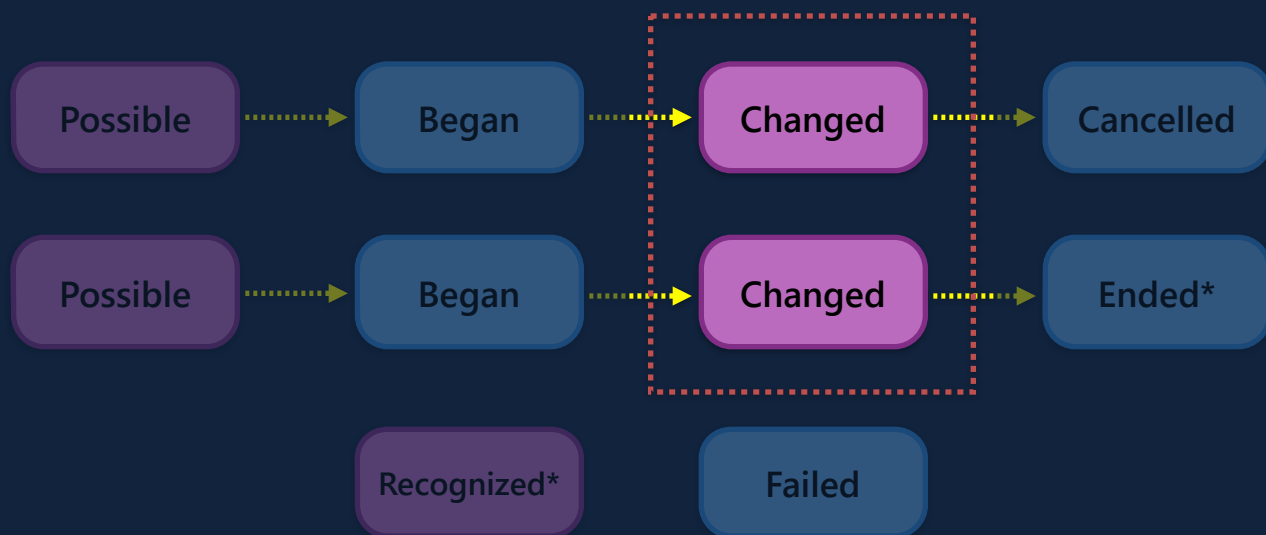 Possible
Began
Changed
Cancelled
Possible
Began
Changed
Ended*
Recognized*
Failed